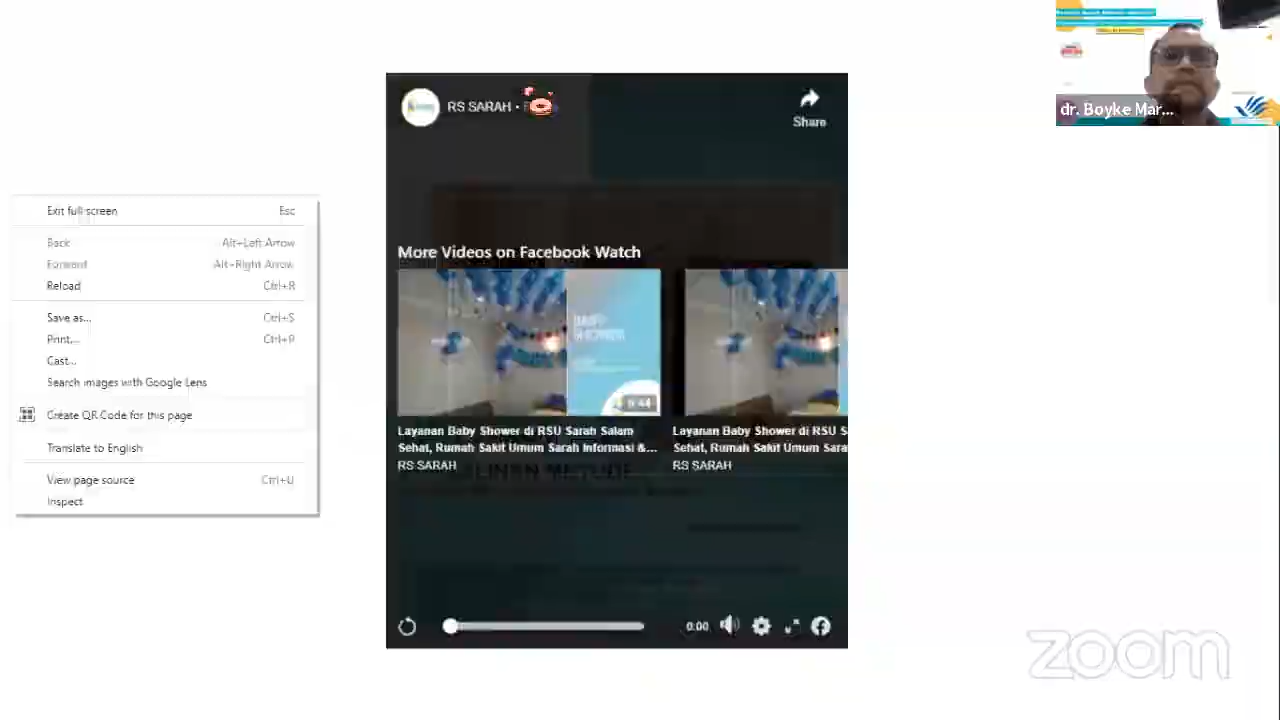 dr. Boyke Mar...
RS SARAH •
Share
Exit full screen Esc
Back Alt+Left Arrow
Forward Alt+Right Arrow
Reload Ctrl+R
Save as... Ctrl+S
Print... Ctrl+P
Cast...
Search images with Google Lens
Create QR Code for this page
Translate to English
View page source Ctrl+U
Inspect
More Videos on Facebook Watch
BABY
SHOWER
0:44
Layanan Baby Shower di RSU Sarah Salam
Sehat, Rumah Sakit Umum Sarah Informasi &...
RS SARAH
Layanan Baby Shower di RSU S
Sehat, Rumah Sakit Umum Sara
RS SARAH
0:00
zoom